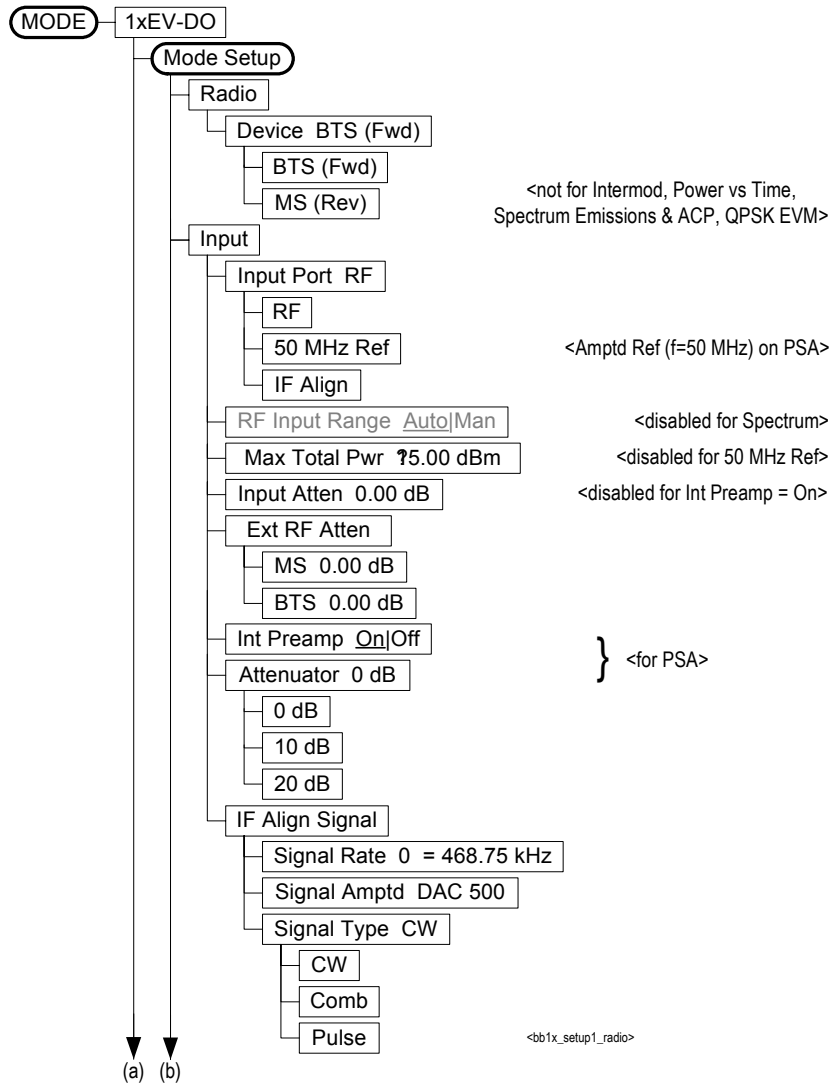 MODE 1xEV-DO
Mode Setup
Radio
Device BTS (Fwd)
BTS (Fwd)
MS (Rev)
<not for Intermod, Power vs Time,
Spectrum Emissions & ACP, QPSK EVM>
Input
Input Port RF
RF
50 MHz Ref <Amptd Ref (f=50 MHz) on PSA>
IF Align
RF Input Range Auto|Man <disabled for Spectrum>
Max Total Pwr dBm <disabled for 50 MHz Ref>
Input Atten 0.00 dB <disabled for Int Preamp = On>
Ext RF Atten
MS 0.00 dB
BTS 0.00 dB
Int Preamp On|Off
} <for PSA>
Attenuator 0 dB
0 dB
10 dB
20 dB
IF Align Signal
Signal Rate 0 = 468.75 kHz
Signal Amptd DAC 500
Signal Type CW
CW
Comb
Pulse <bb1x_setup1_radio>
(a) (b)